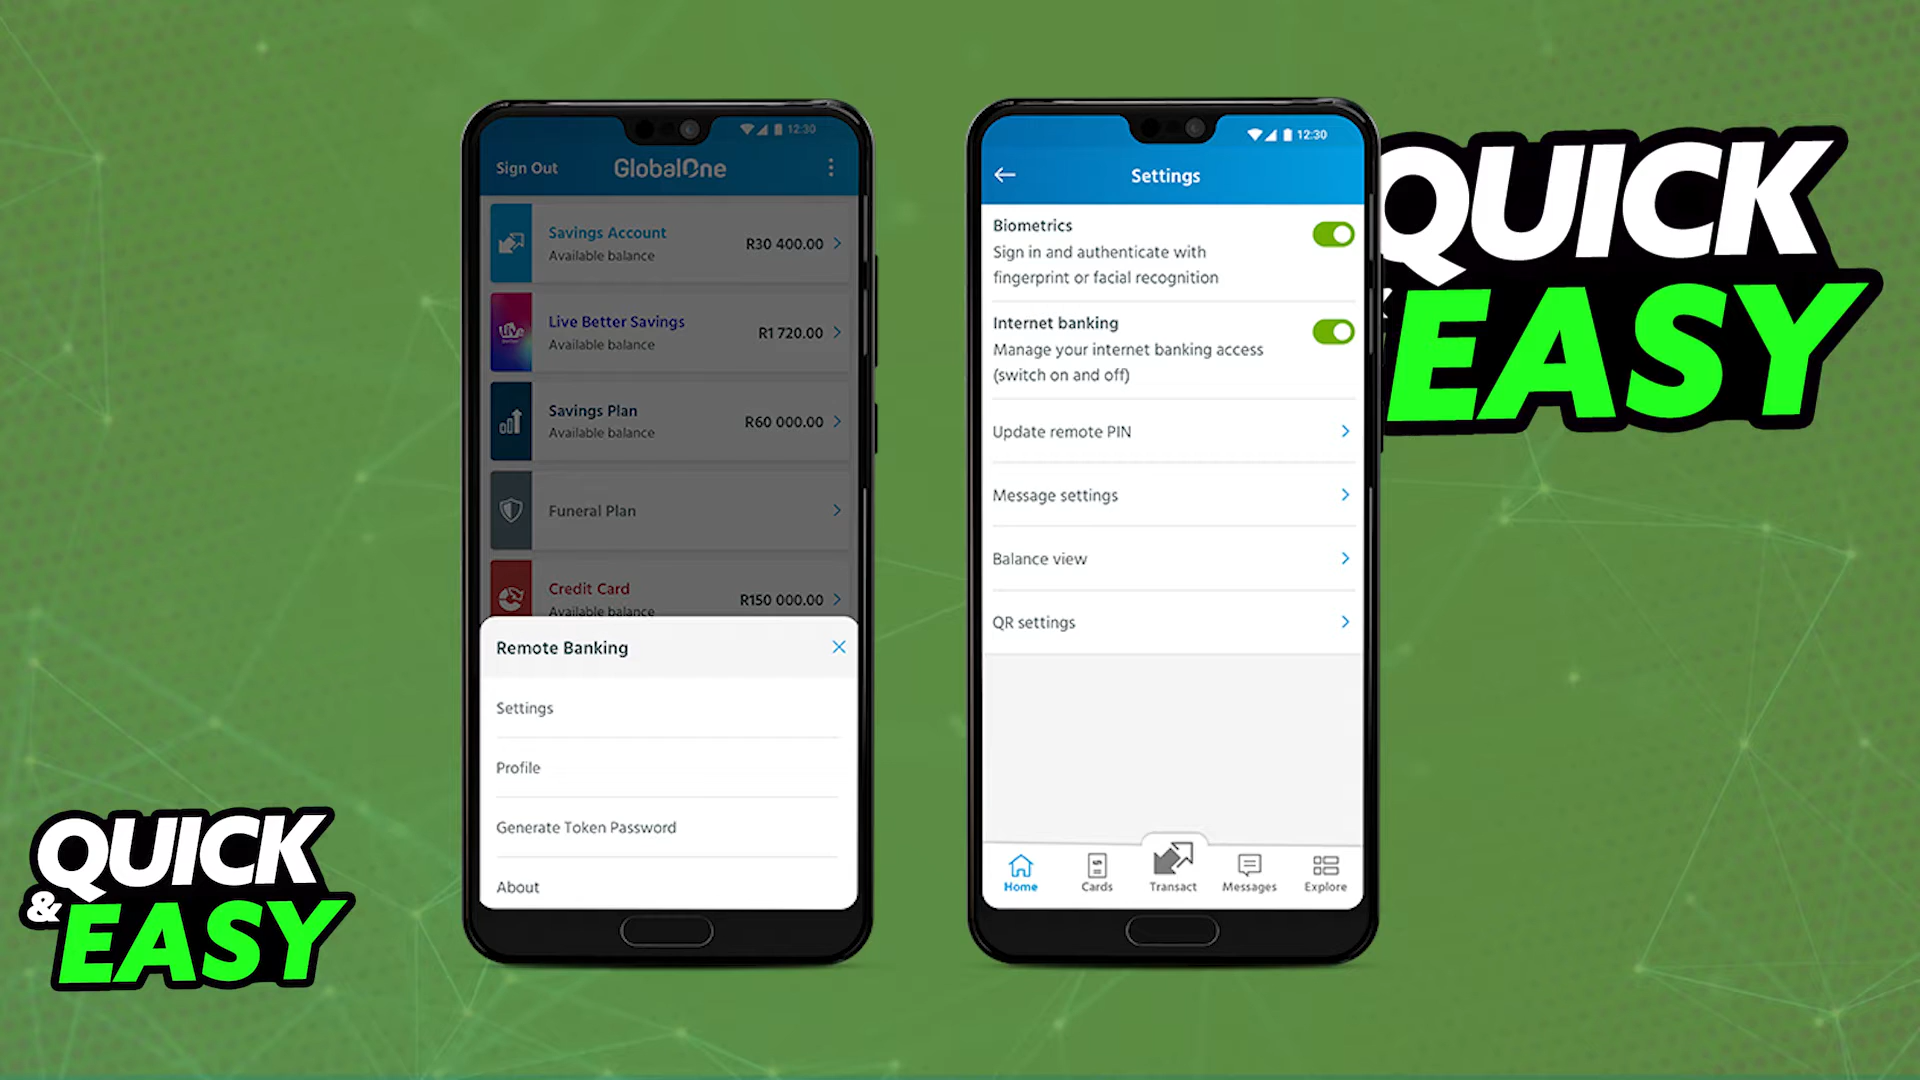 12:30
Sign Out
GlobalOne
Savings Account
Available balance
R30 400.00
Live Better Savings
Available balance
R1 720.00
Savings Plan
Available balance
R60 000.00
Funeral Plan
Credit Card
Available balance
R150 000.00
Remote Banking
Settings
Profile
Generate Token Password
About
12:30
Settings
Biometrics
Sign in and authenticate with
fingerprint or facial recognition
Internet banking
Manage your internet banking access
(switch on and off)
Update remote PIN
Message settings
Balance view
QR settings
Home
Cards
Transact
Messages
Explore
QUICK
EASY
QUICK
& EASY